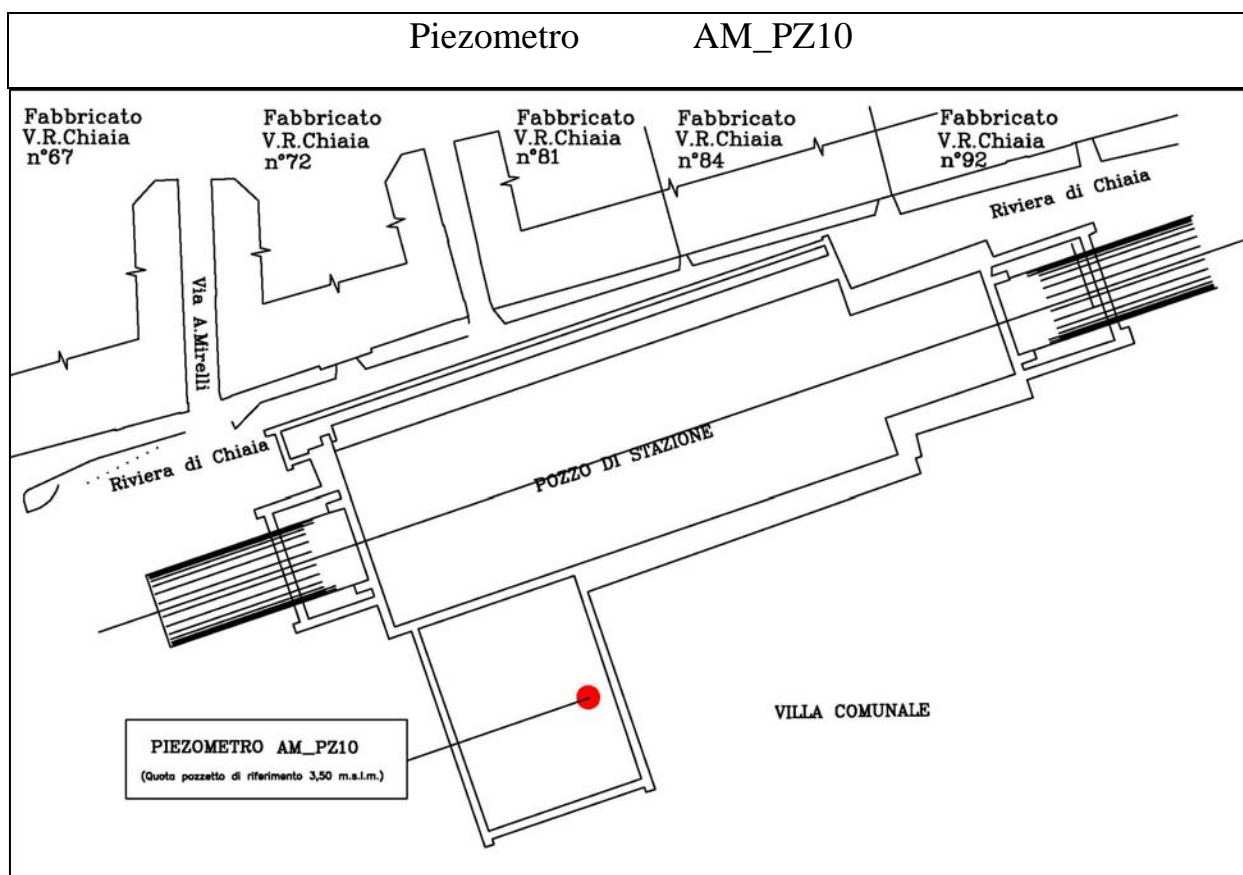 Piezometro AM_PZ10
Fabbricato
V.R.Chiaia
n°67
Fabbricato
V.R.Chiaia
n°72
Fabbricato
V.R.Chiaia
n°81
Fabbricato
V.R.Chiaia
n°84
Fabbricato
V.R.Chiaia
n°92
Riviera di Chiaia
Via A.Mirelli
Riviera di Chiaia
POZZO DI STAZIONE
VILLA COMUNALE
PIEZOMETRO AM_PZ10
(Quota pozzetto di riferimento 3,50 m.s.l.m.)